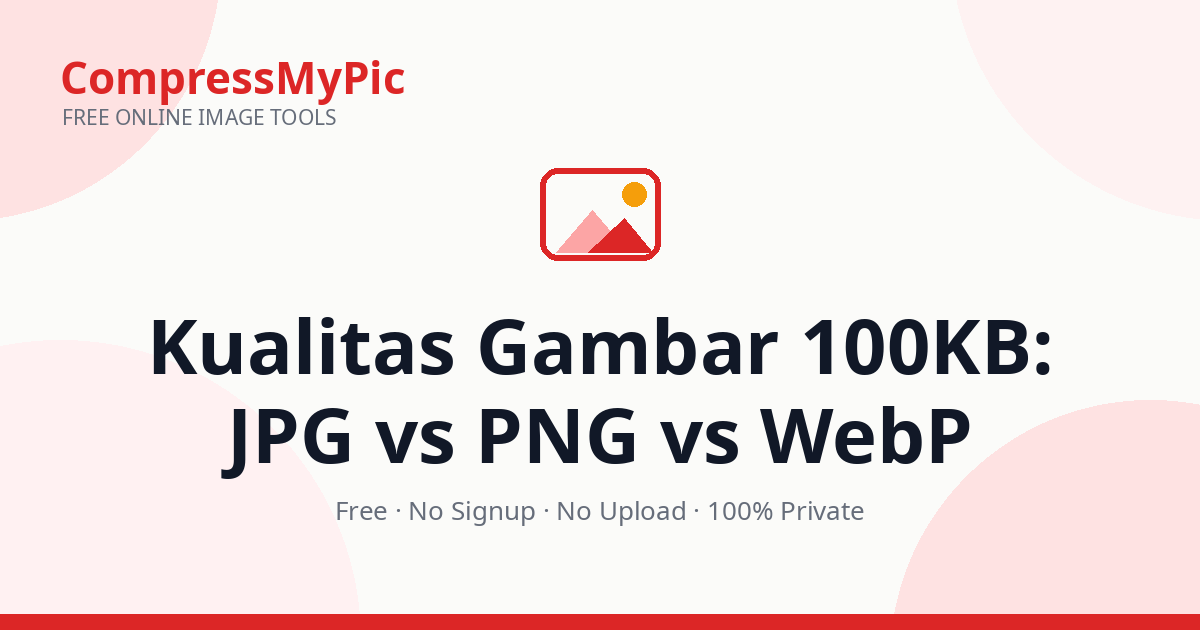 CompressMyPic
FREE ONLINE IMAGE TOOLS
Kualitas Gambar 100KB:
JPG vs PNG vs WebP
Free · No Signup · No Upload · 100% Private